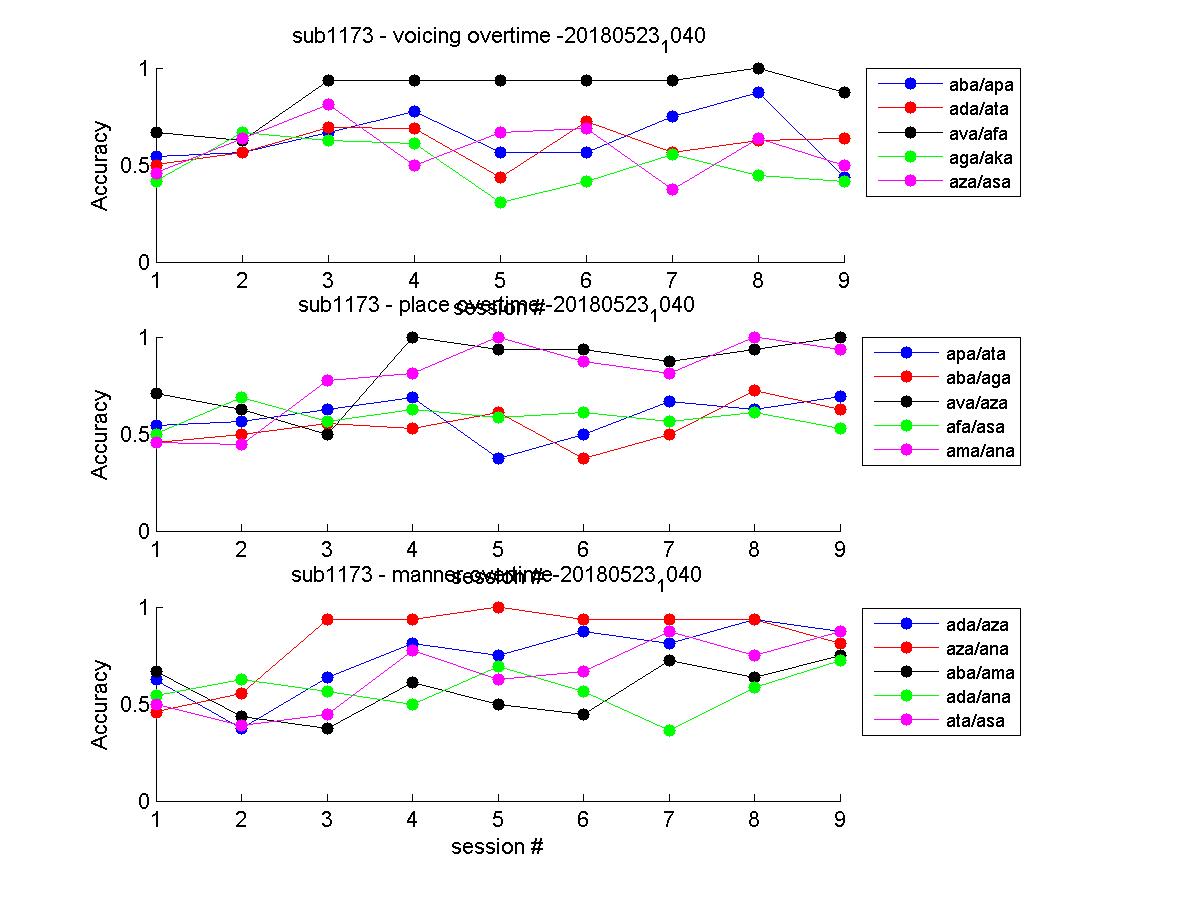 sub1173 - voicing overtime -20180523₁040
1
0.5
0
Accuracy
1 2 3 4 5 6 7 8 9
session #
aba/apa
ada/ata
ava/afa
aga/aka
aza/asa
sub1173 - place overtime -20180523₁040
1
0.5
0
Accuracy
1 2 3 4 5 6 7 8 9
session #
apa/ata
aba/aga
ava/aza
afa/asa
ama/ana
sub1173 - manner overtime -20180523₁040
1
0.5
0
Accuracy
1 2 3 4 5 6 7 8 9
session #
ada/aza
aza/ana
aba/ama
ada/ana
ata/asa